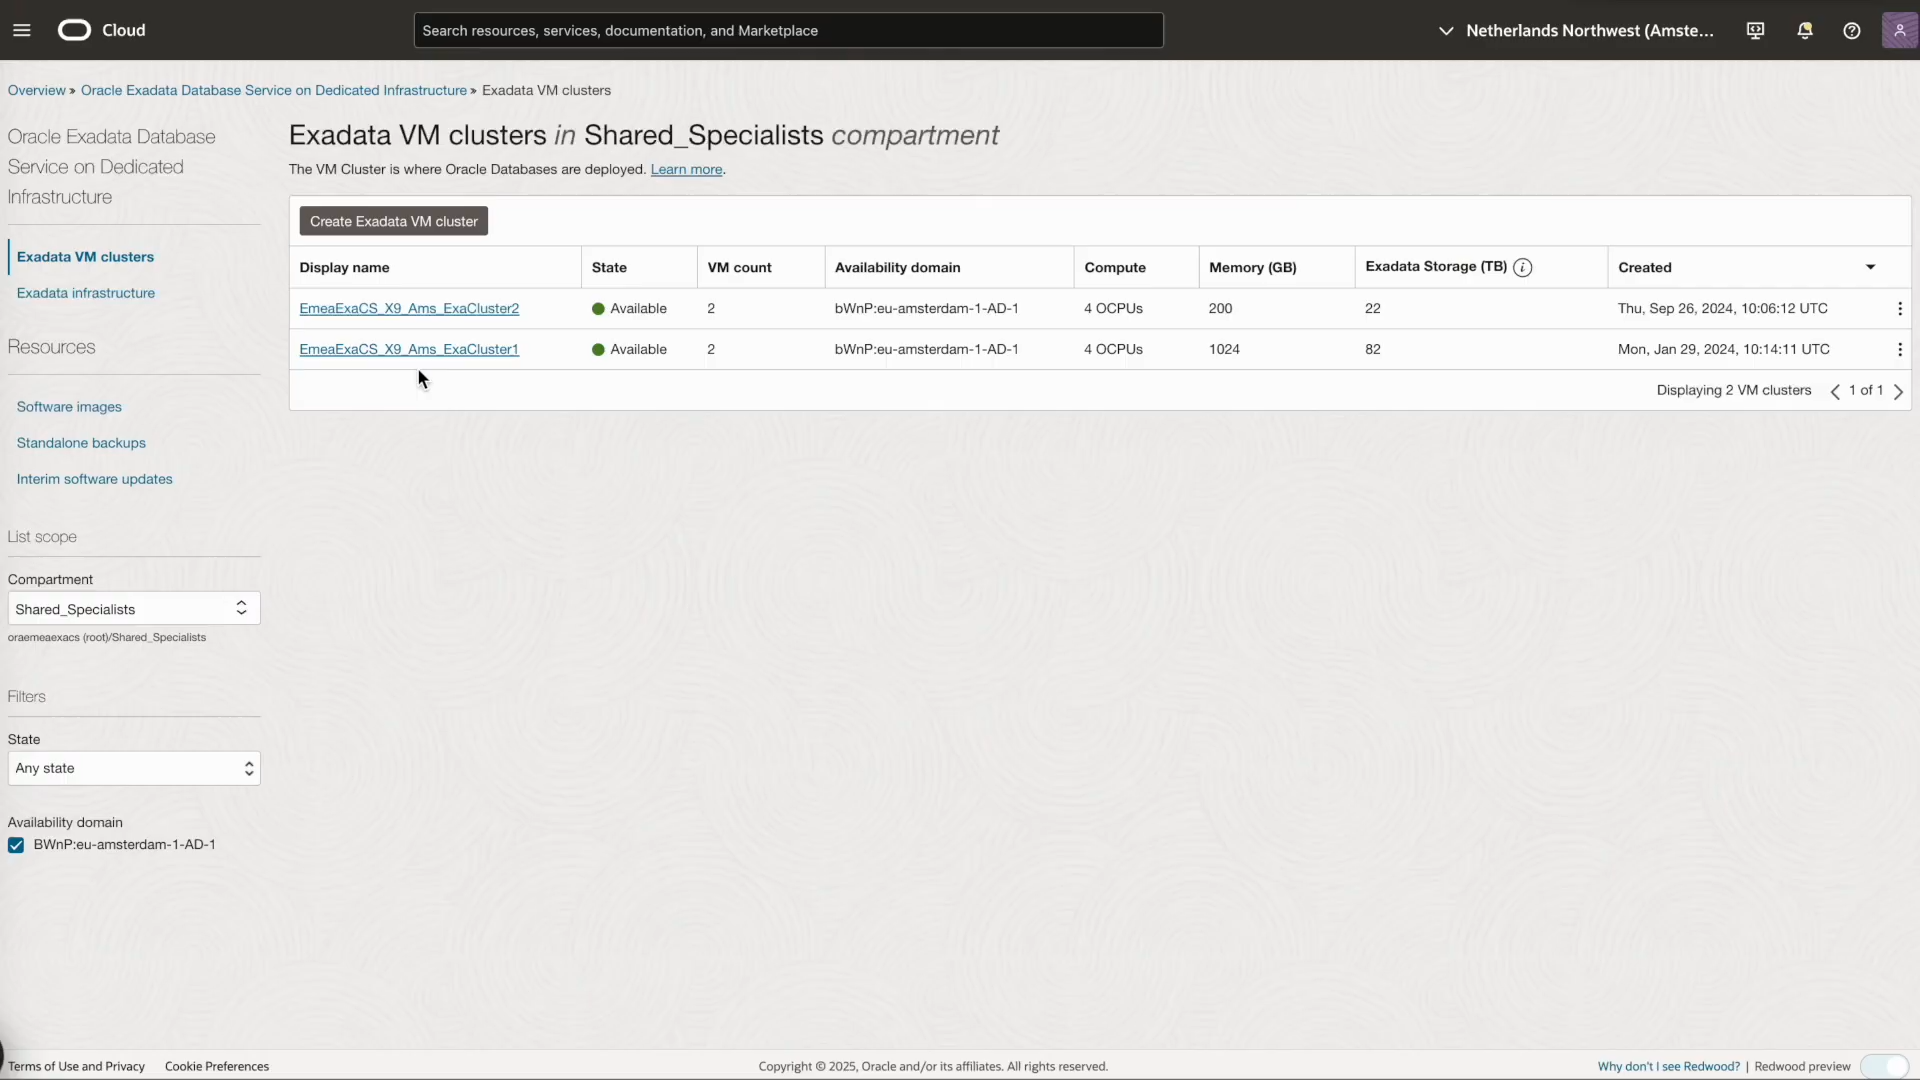 Cloud
Search resources, services, documentation, and Marketplace
Netherlands Northwest (Amste...
Overview » Oracle Exadata Database Service on Dedicated Infrastructure » Exadata VM clusters
Oracle Exadata Database
Service on Dedicated
Infrastructure
Exadata VM clusters
Exadata infrastructure
Resources
Software images
Standalone backups
Interim software updates
List scope
Compartment
Shared_Specialists
oraemeaexacs (root)/Shared_Specialists
Filters
State
Any state
Availability domain
BWnP:eu-amsterdam-1-AD-1
Exadata VM clusters in Shared_Specialists compartment
The VM Cluster is where Oracle Databases are deployed. Learn more.
Create Exadata VM cluster
Display name State VM count Availability domain Compute Memory (GB) Exadata Storage (TB) Created
EmeaExaCS_X9_Ams_ExaCluster2 Available 2 bWnP:eu-amsterdam-1-AD-1 4 OCPUs 200 22 Thu, Sep 26, 2024, 10:06:12 UTC
EmeaExaCS_X9_Ams_ExaCluster1 Available 2 bWnP:eu-amsterdam-1-AD-1 4 OCPUs 1024 82 Mon, Jan 29, 2024, 10:14:11 UTC
Displaying 2 VM clusters 1 of 1
Terms of Use and Privacy Cookie Preferences Copyright © 2025, Oracle and/or its affiliates. All rights reserved. Why don't I see Redwood? | Redwood preview